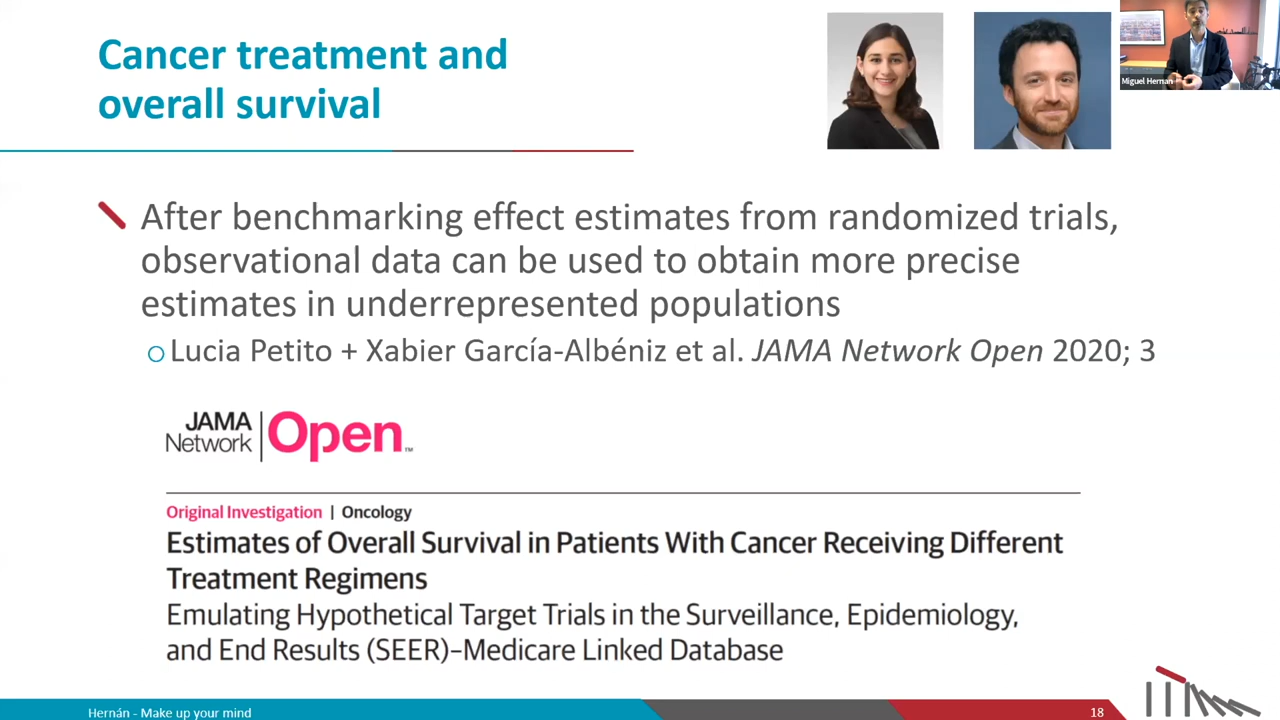 Cancer treatment and
overall survival
Miguel Hernan
After benchmarking effect estimates from randomized trials,
observational data can be used to obtain more precise
estimates in underrepresented populations
Lucia Petito + Xabier García-Albéniz et al. JAMA Network Open 2020; 3
JAMA
Network
Open™
Original Investigation | Oncology
Estimates of Overall Survival in Patients With Cancer Receiving Different
Treatment Regimens
Emulating Hypothetical Target Trials in the Surveillance, Epidemiology,
and End Results (SEER)–Medicare Linked Database
Hernán - Make up your mind
18